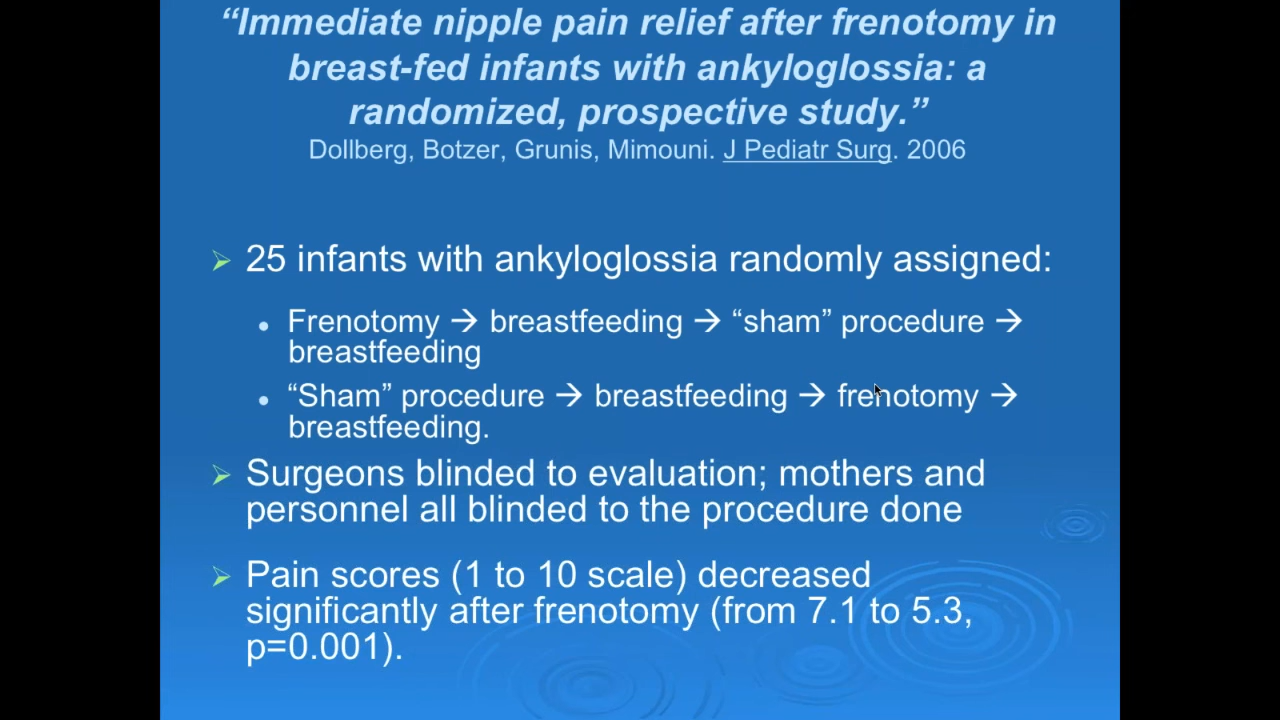 “Immediate nipple pain relief after frenotomy in
breast-fed infants with ankyloglossia: a
randomized, prospective study.”
Dollberg, Botzer, Grunis, Mimouni. J Pediatr Surg. 2006
25 infants with ankyloglossia randomly assigned:
Frenotomy → breastfeeding → “sham” procedure →
breastfeeding
“Sham” procedure → breastfeeding → frenotomy →
breastfeeding.
Surgeons blinded to evaluation; mothers and
personnel all blinded to the procedure done
Pain scores (1 to 10 scale) decreased
significantly after frenotomy (from 7.1 to 5.3,
p=0.001).